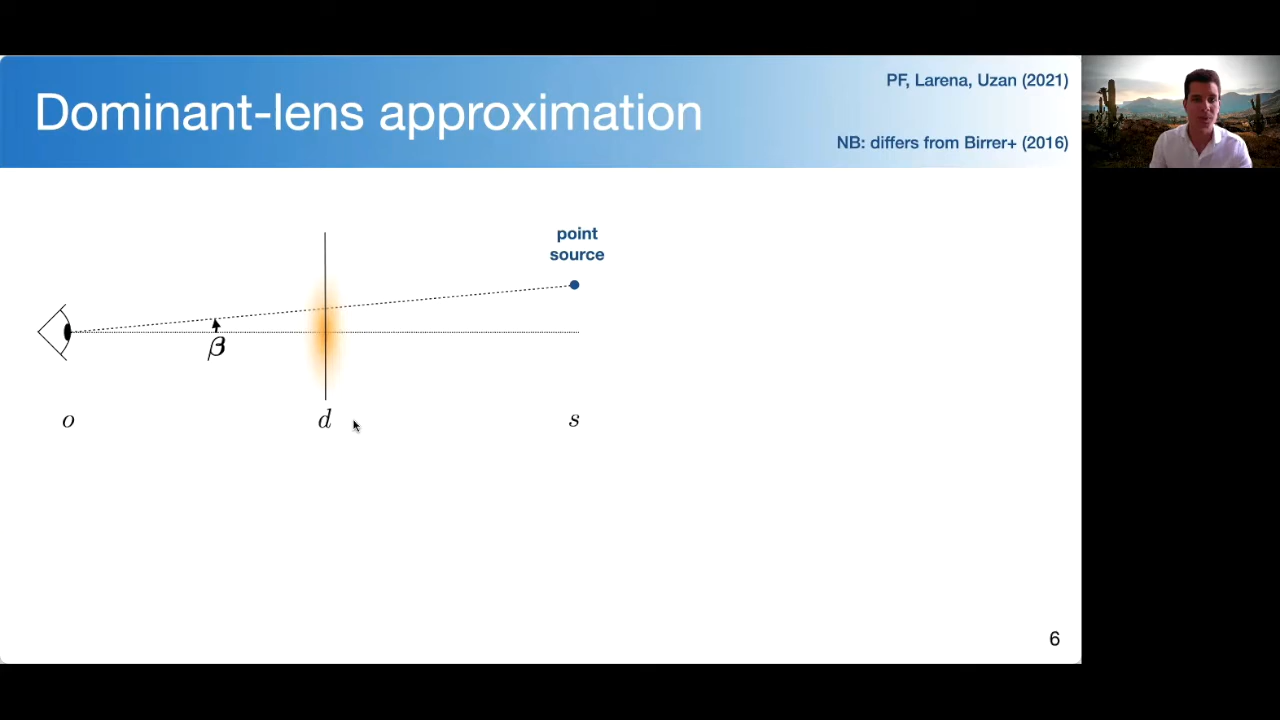 Dominant-lens approximation
PF, Larena, Uzan (2021)
NB: differs from Birrer+ (2016)
point
source
β
o
d
s
6